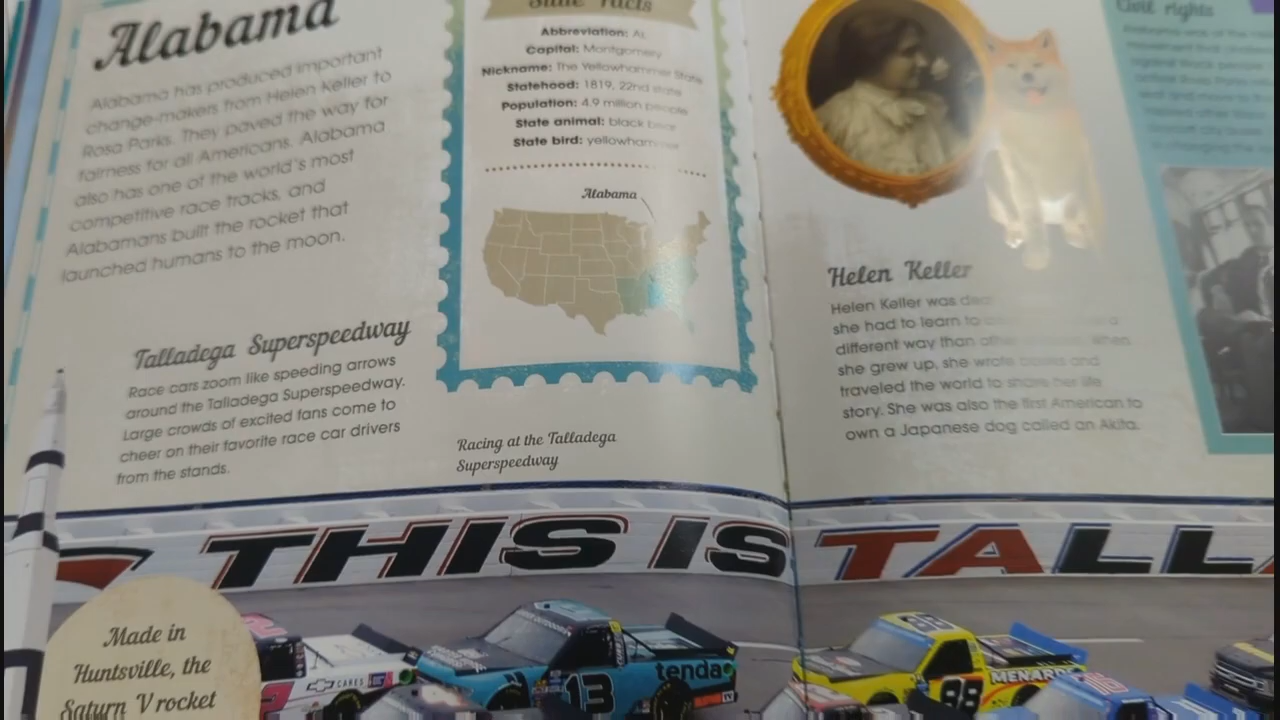 Alabama
Alabama has produced important
change-makers from Helen Keller to
Rosa Parks. They paved the way for
fairness for all Americans. Alabama
also has one of the world's most
competitive race tracks, and
Alabamans built the rocket that
launched humans to the moon.
Talladega Superspeedway
Race cars zoom like speeding arrows
around the Talladega Superspeedway.
Large crowds of excited fans come to
cheer on their favorite race car drivers
from the stands.
State Facts
Abbreviation: AL
Capital: Montgomery
Nickname: The Yellowhammer State
Statehood: 1819, 22nd state
Population: 4.9 million people
State animal: black bear
State bird: yellowhammer
Alabama
Racing at the Talladega
Superspeedway
Helen Keller
Helen Keller was
she had to learn to
different way than when
she grew up, she wrote books and
traveled the world to share her life
story. She was also the first American to
own a Japanese dog called an Akita.
Civil rights
THIS IS TALL
Made in
Huntsville, the
Saturn V rocket
CARES
13
tenda
98
88
MENARDS